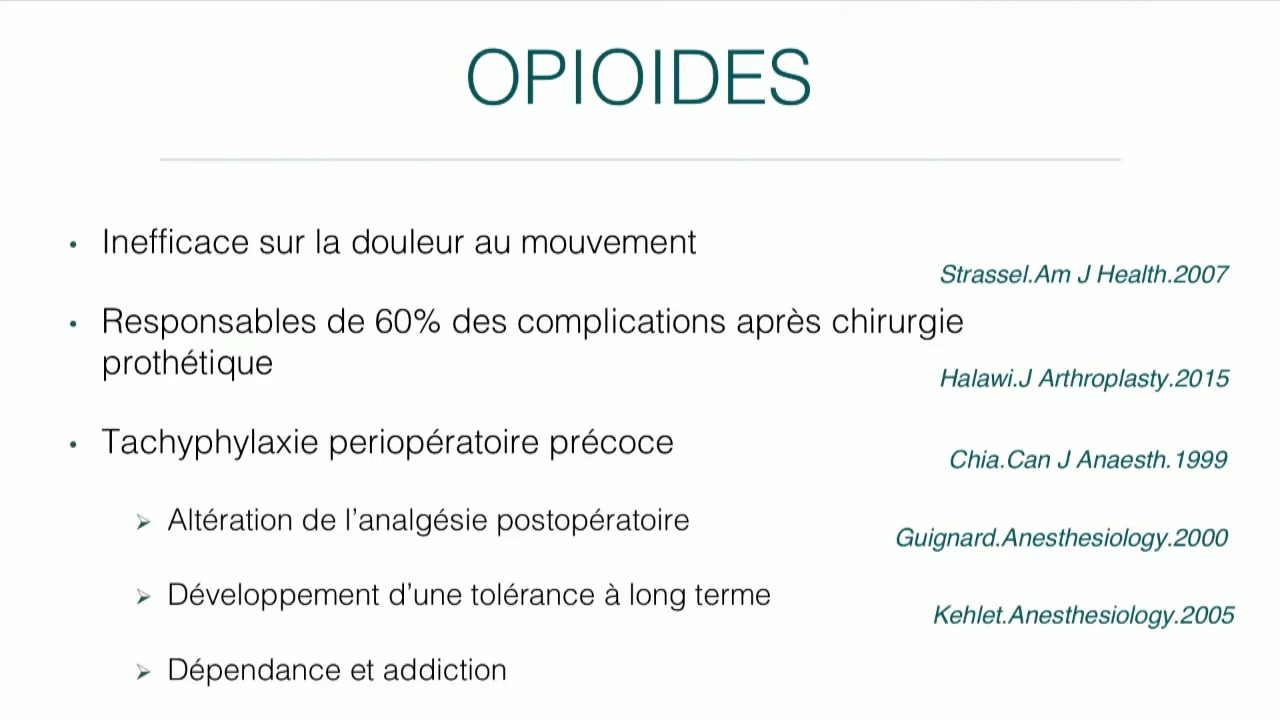 OPIOIDES
• Inefficace sur la douleur au mouvement
Strassel.Am J Health.2007
• Responsables de 60% des complications après chirurgie
prothétique
Halawi.J Arthroplasty.2015
• Tachyphylaxie periopératoire précoce
Chia.Can J Anaesth.1999
➢ Altération de l’analgésie postopératoire
Guignard.Anesthesiology.2000
➢ Développement d’une tolérance à long terme
Kehlet.Anesthesiology.2005
➢ Dépendance et addiction